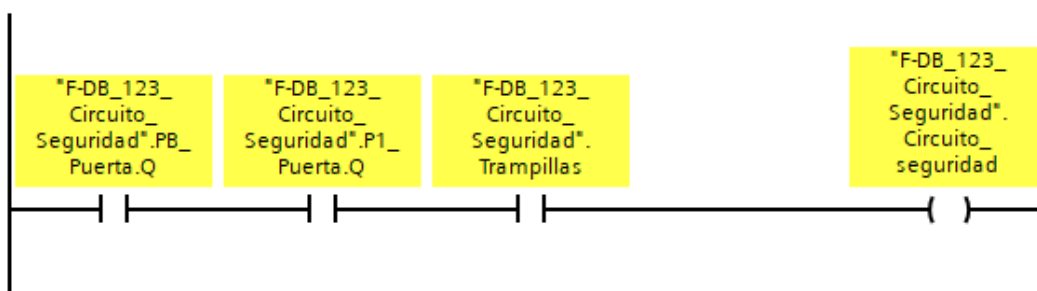 "F-DB_123_
Circuito_
Seguridad".PB_
Puerta.Q
"F-DB_123_
Circuito_
Seguridad".P1_
Puerta.Q
"F-DB_123_
Circuito_
Seguridad".
Trampillas
"F-DB_123_
Circuito_
Seguridad".
Circuito_
seguridad